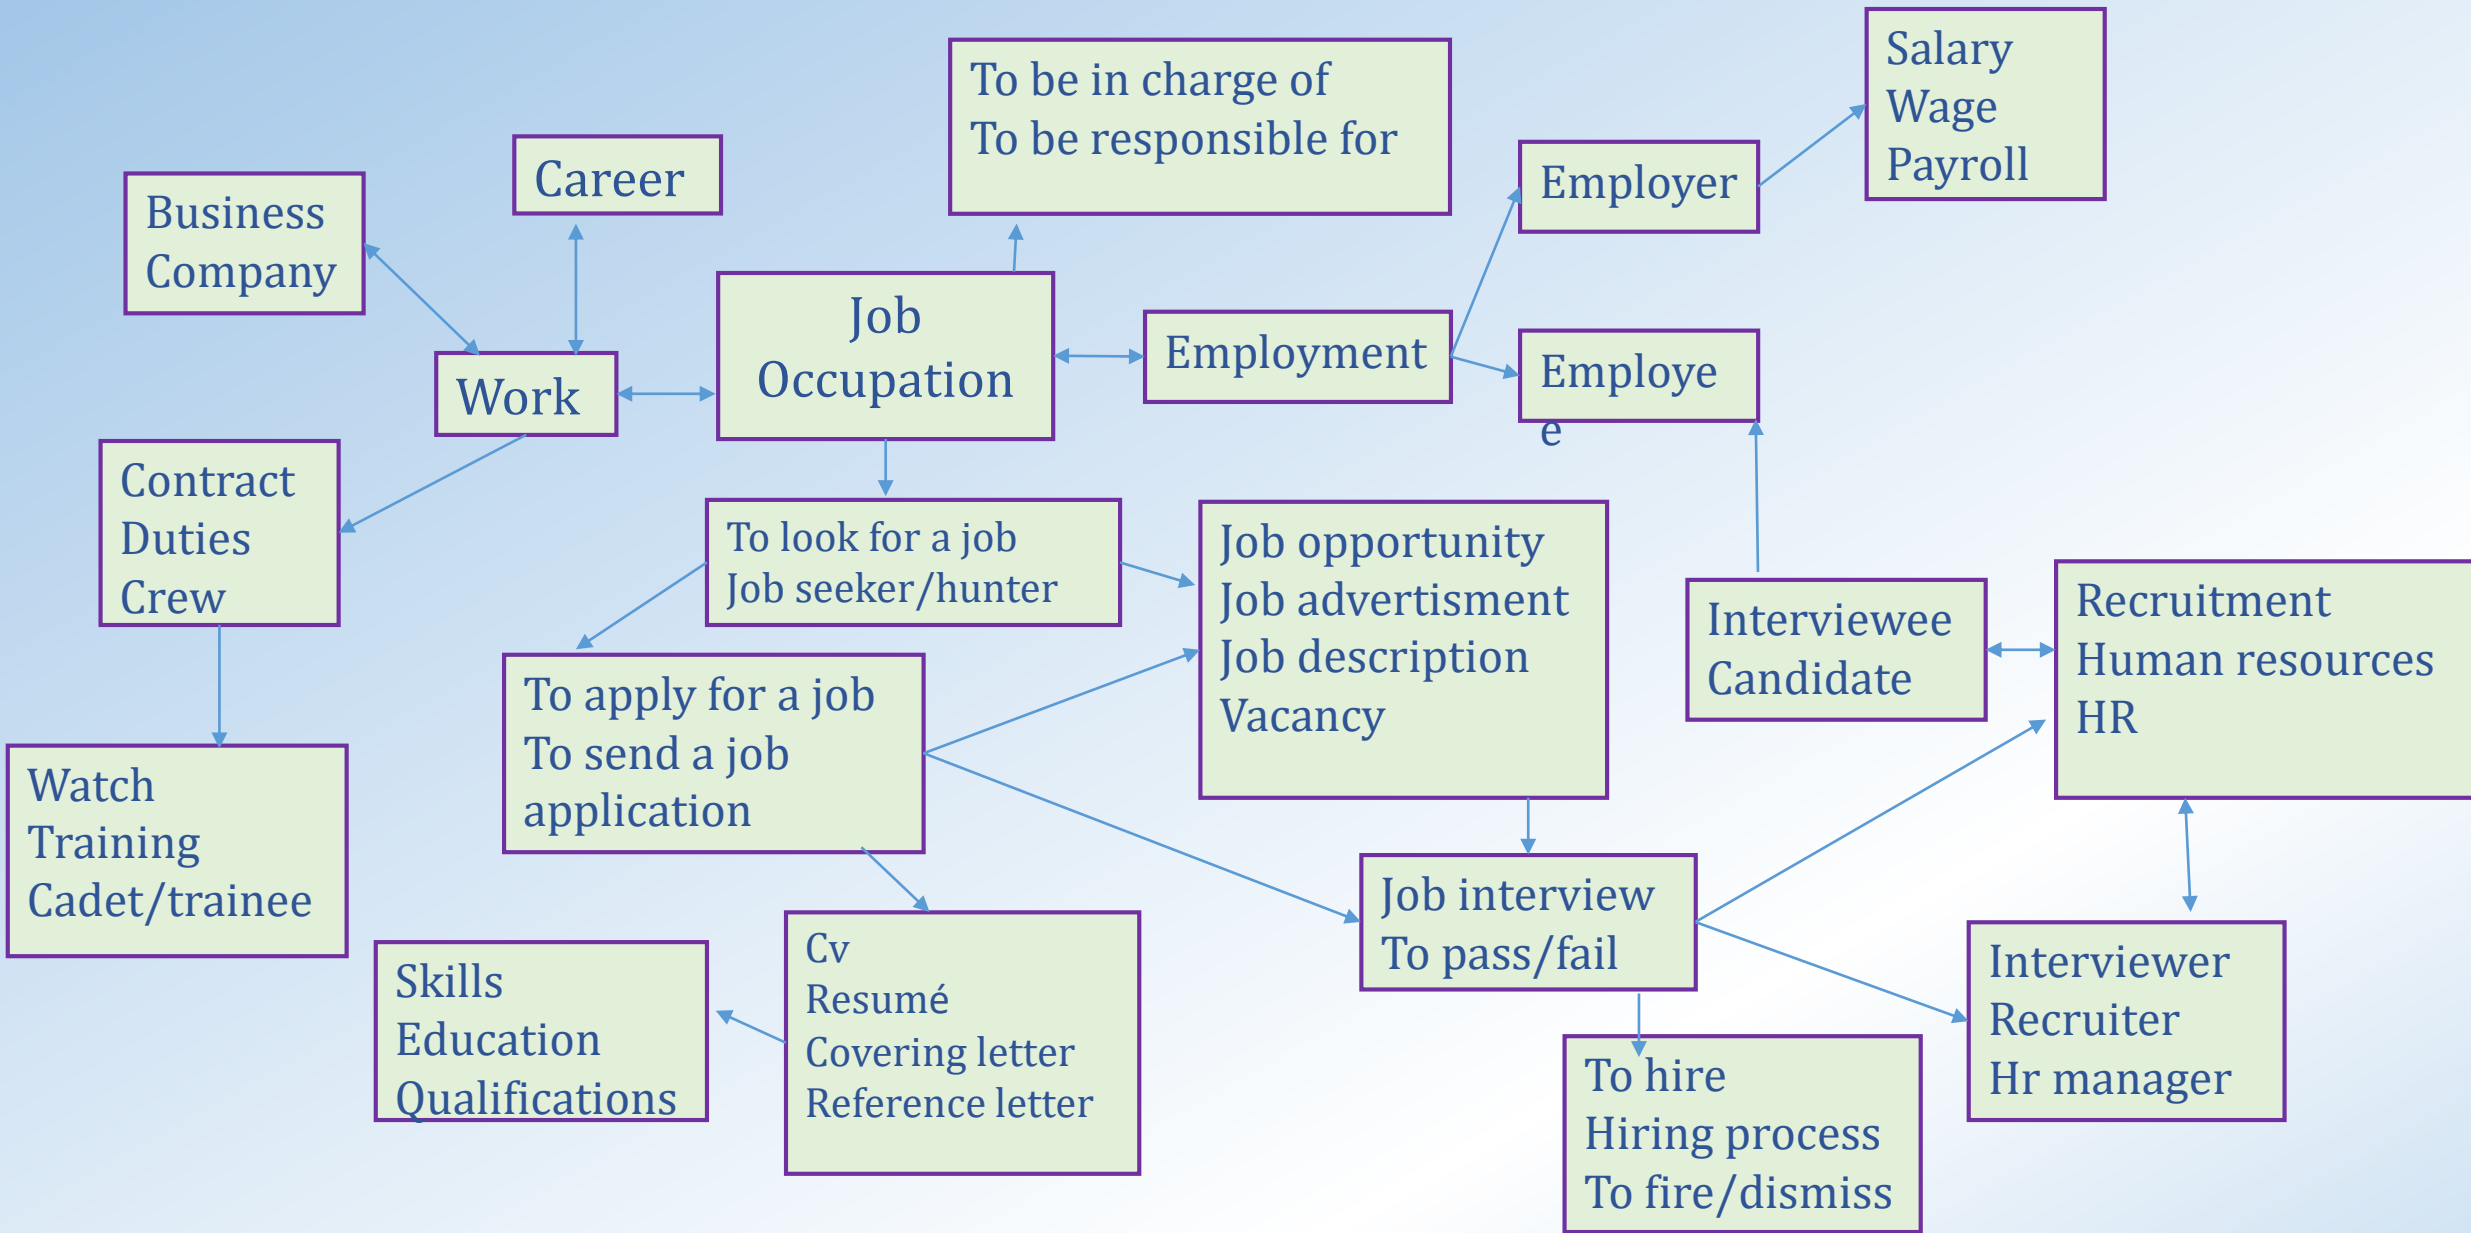 Salary
Wage
Payroll
To be in charge of
To be responsible for
Career
Employer
Business
Company
Job
Occupation
Employment
Employe
e
Work
Contract
Duties
Crew
To look for a job
Job seeker/hunter
Job opportunity
Job advertisment
Job description
Vacancy
Interviewee
Candidate
Recruitment
Human resources
HR
To apply for a job
To send a job
application
Watch
Training
Cadet/trainee
Job interview
To pass/fail
Skills
Education
Qualifications
Cv
Resumé
Covering letter
Reference letter
Interviewer
Recruiter
Hr manager
To hire
Hiring process
To fire/dismiss